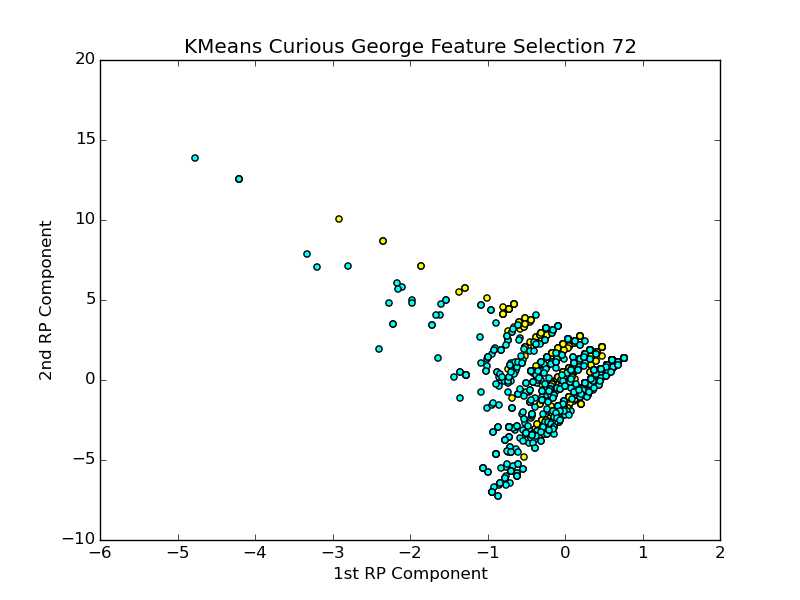 KMeans Curious George Feature Selection 72
20
15
10
5
0
−5
−10
2nd RP Component
−6 −5 −4 −3 −2 −1 0 1 2
1st RP Component